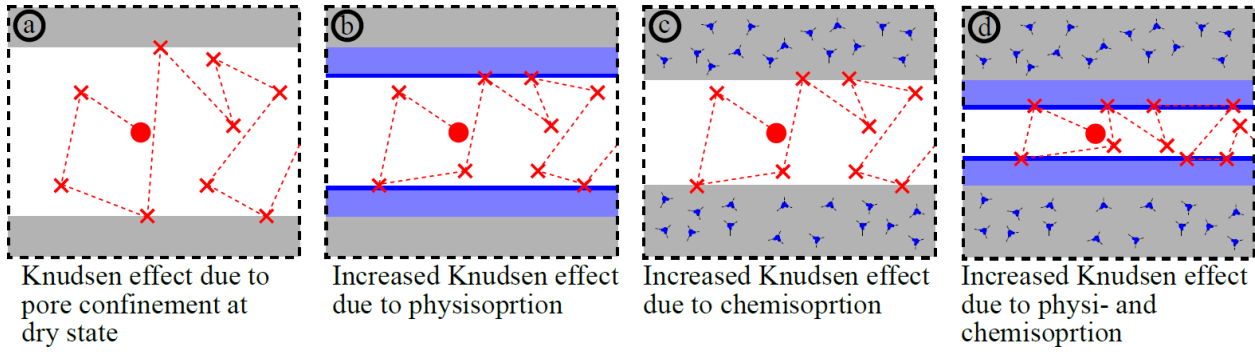 a
b
c
d
Knudsen effect due to
pore confinement at
dry state
Increased Knudsen effect
due to physisoprtion
Increased Knudsen effect
due to chemisoprtion
Increased Knudsen effect
due to physi- and
chemisoprtion